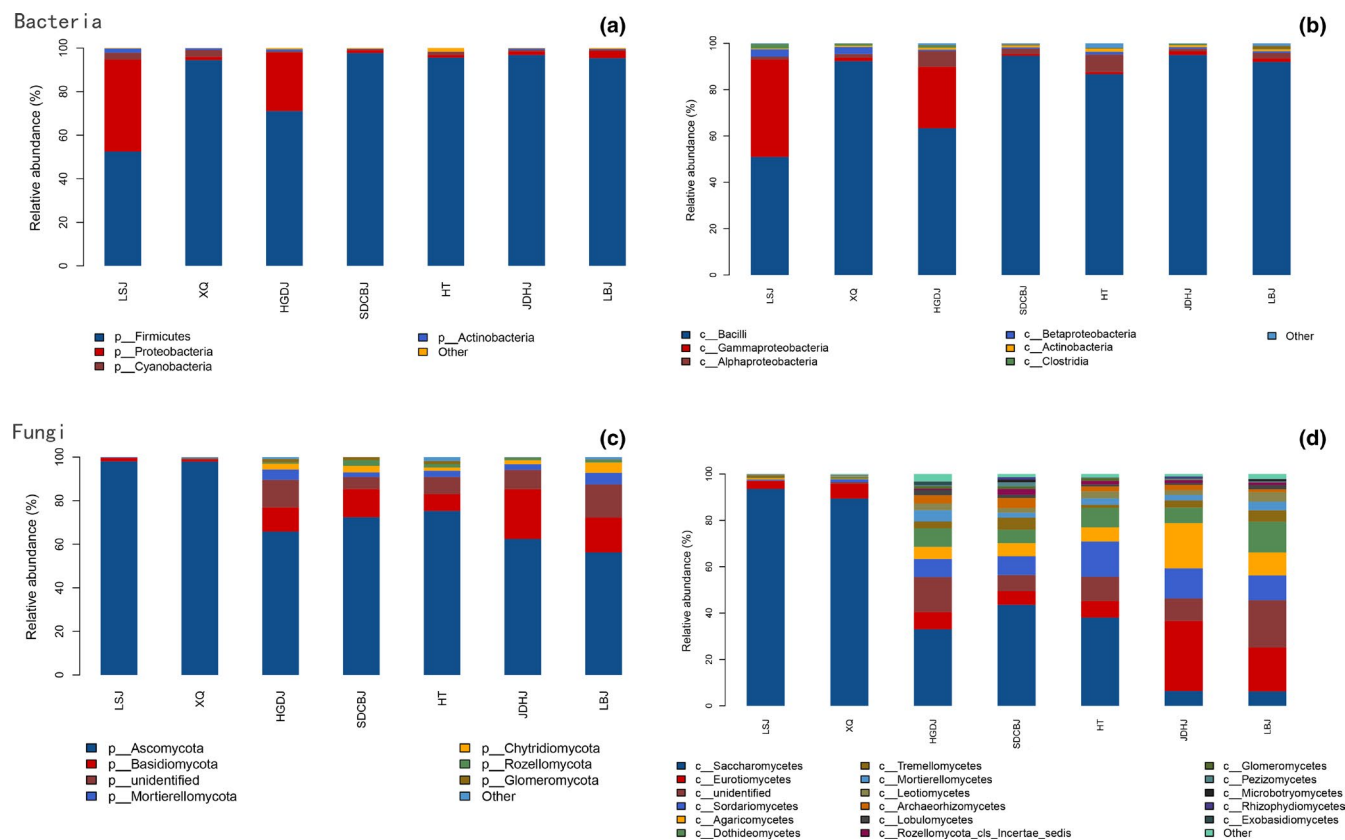 Bacteria
(a)
Relative abundance (%)
100
80
60
40
20
0
LSJ
XQ
HGDJ
SDCBJ
HT
JDHJ
LBJ
p__Firmicutes
p__Proteobacteria
p__Cyanobacteria
p__Actinobacteria
Other
(b)
Relative abundance (%)
100
80
60
40
20
0
LSJ
XQ
HGDJ
SDCBJ
HT
JDHJ
LBJ
c__Bacilli
c__Gammaproteobacteria
c__Alphaproteobacteria
c__Betaproteobacteria
c__Actinobacteria
c__Clostridia
Other
Fungi
(c)
Relative abundance (%)
100
80
60
40
20
0
LSJ
XQ
HGDJ
SDCBJ
HT
JDHJ
LBJ
p__Ascomycota
p__Basidiomycota
p__unidentified
p__Mortierellomycota
p__Chytridiomycota
p__Rozellomycota
p__Glomeromycota
Other
(d)
Relative abundance (%)
100
80
60
40
20
0
LSJ
XQ
HGDJ
SDCBJ
HT
JDHJ
LBJ
c__Saccharomycetes
c__Eurotiomycetes
c__unidentified
c__Sordariomycetes
c__Agaricomycetes
c__Dothideomycetes
c__Tremellomycetes
c__Mortierellomycetes
c__Leotiomycetes
c__Archaeorhizomycetes
c__Lobulomycetes
c__Rozellomycota_cls_Incertae_sedis
c__Glomeromycetes
c__Pezizomycetes
c__Microbotryomycetes
c__Rhizophydiomycetes
c__Exobasidiomycetes
Other